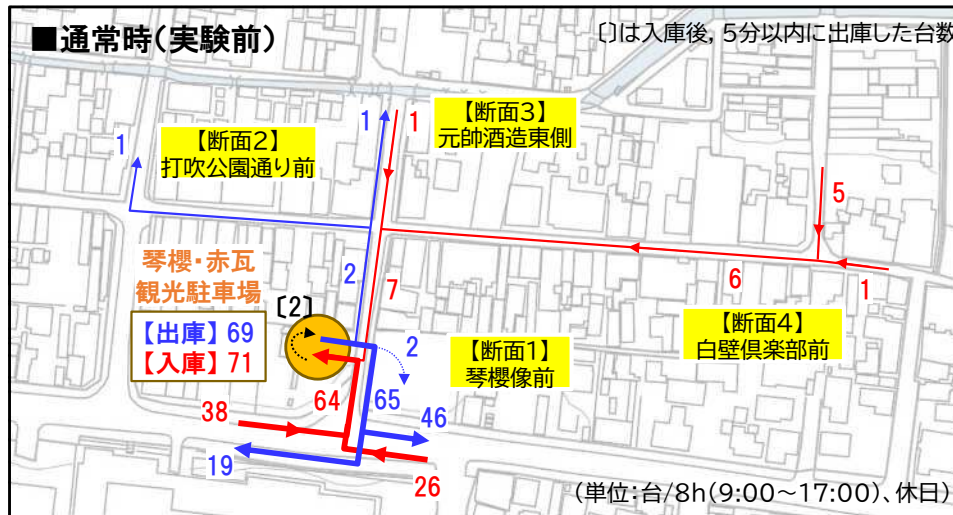 ■通常時(実験前)
〔〕は入庫後, 5分以内に出庫した台数
【断面2】
打吹公園通り前
【断面3】
元帥酒造東側
1
1
1
5
琴櫻・赤瓦
観光駐車場
〔2〕
2
7
6
1
【出庫】 69
【入庫】 71
2
【断面1】
琴櫻像前
【断面4】
白壁倶楽部前
38
64
65
46
19
26
(単位:台/8h(9:00～17:00)、休日)